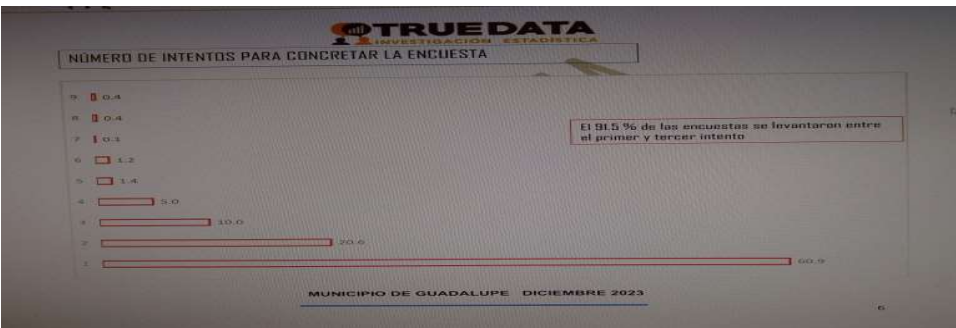 TRUEDATA
INVESTIGACIÓN ESTADÍSTICA
NÚMERO DE INTENTOS PARA CONCRETAR LA ENCUESTA
9 0.4
8 0.4
7 0.1
6 1.2
5 1.4
4 5.0
3 10.0
2 20.6
1 60.9
El 91.5 % de las encuestas se levantaron entre
el primer y tercer intento
MUNICIPIO DE GUADALUPE DICIEMBRE 2023
6